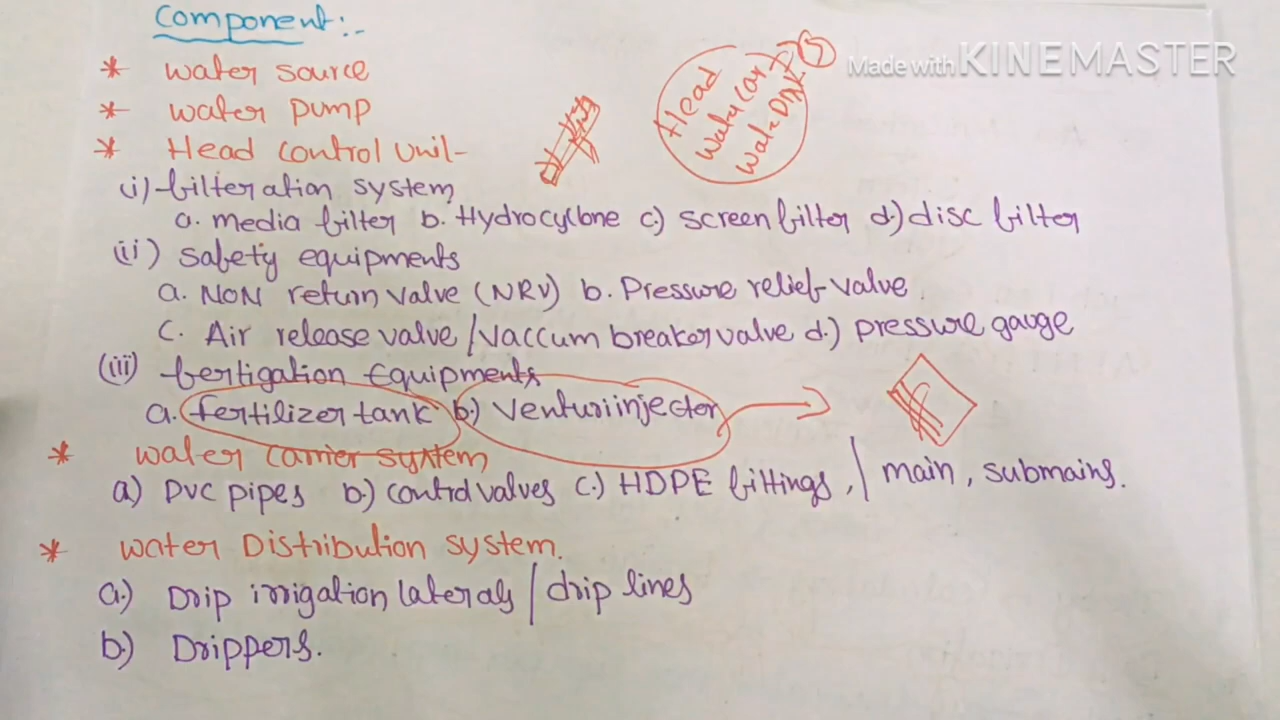 Component:-
Made with KINEMASTER
* water source
* water pump
* Head control unit-
Head
(i) filteration system
a. media filter b. Hydrocyclone c) screen filter d.) disc filter
(ii) safety equipments
a. NON return valve (NRV) b. Pressure relief valve
c. Air release valve / vaccum breaker valve d.) pressure gauge
(iii) fertigation Equipments
a. fertilizer tank b.) venturi injector
* water carrier system
a) PVC pipes b) control valves c.) HDPE fittings, / main, submains.
* water Distribution system.
a.) Drip irrigation laterals / drip lines
b.) Drippers.